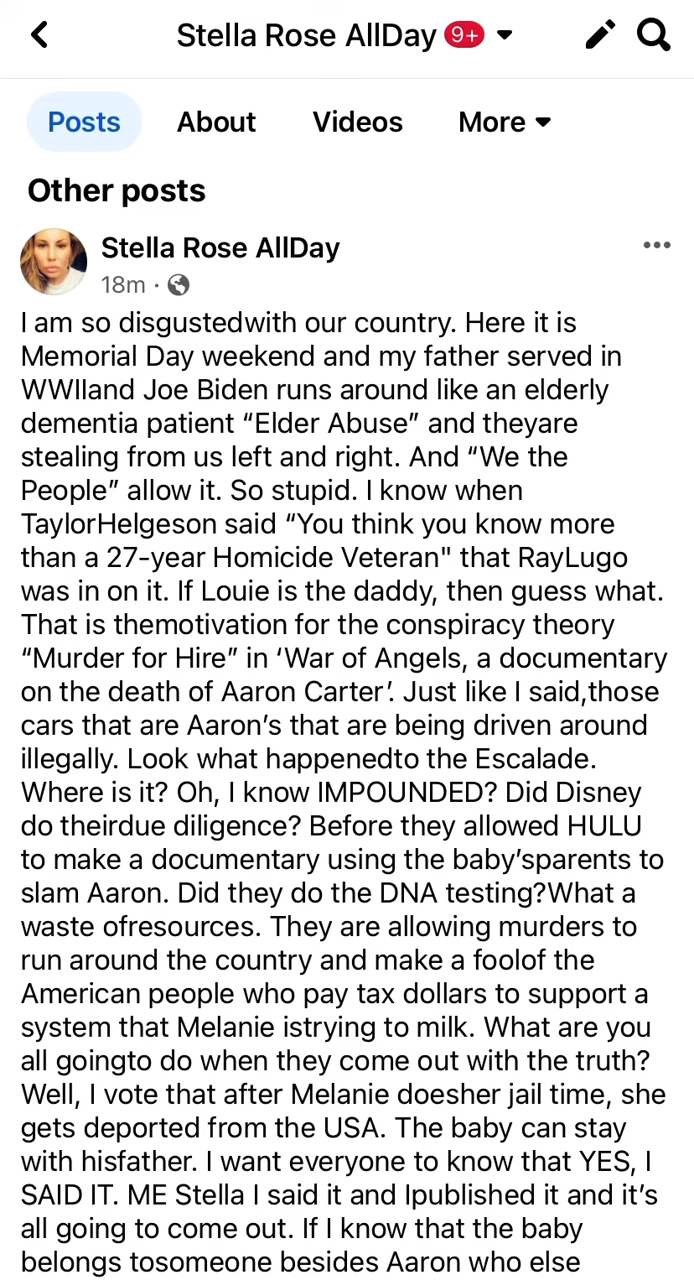 Stella Rose AllDay 9+
Posts About Videos More
Other posts
Stella Rose AllDay
18m ·
I am so disgustedwith our country. Here it is
Memorial Day weekend and my father served in
WWIIand Joe Biden runs around like an elderly
dementia patient “Elder Abuse” and theyare
stealing from us left and right. And “We the
People” allow it. So stupid. I know when
TaylorHelgeson said “You think you know more
than a 27-year Homicide Veteran" that RayLugo
was in on it. If Louie is the daddy, then guess what.
That is themotivation for the conspiracy theory
“Murder for Hire” in ‘War of Angels, a documentary
on the death of Aaron Carter’. Just like I said,those
cars that are Aaron’s that are being driven around
illegally. Look what happenedto the Escalade.
Where is it? Oh, I know IMPOUNDED? Did Disney
do theirdue diligence? Before they allowed HULU
to make a documentary using the baby’sparents to
slam Aaron. Did they do the DNA testing?What a
waste ofresources. They are allowing murders to
run around the country and make a foolof the
American people who pay tax dollars to support a
system that Melanie istrying to milk. What are you
all goingto do when they come out with the truth?
Well, I vote that after Melanie doesher jail time, she
gets deported from the USA. The baby can stay
with hisfather. I want everyone to know that YES, I
SAID IT. ME Stella I said it and Ipublished it and it’s
all going to come out. If I know that the baby
belongs tosomeone besides Aaron who else